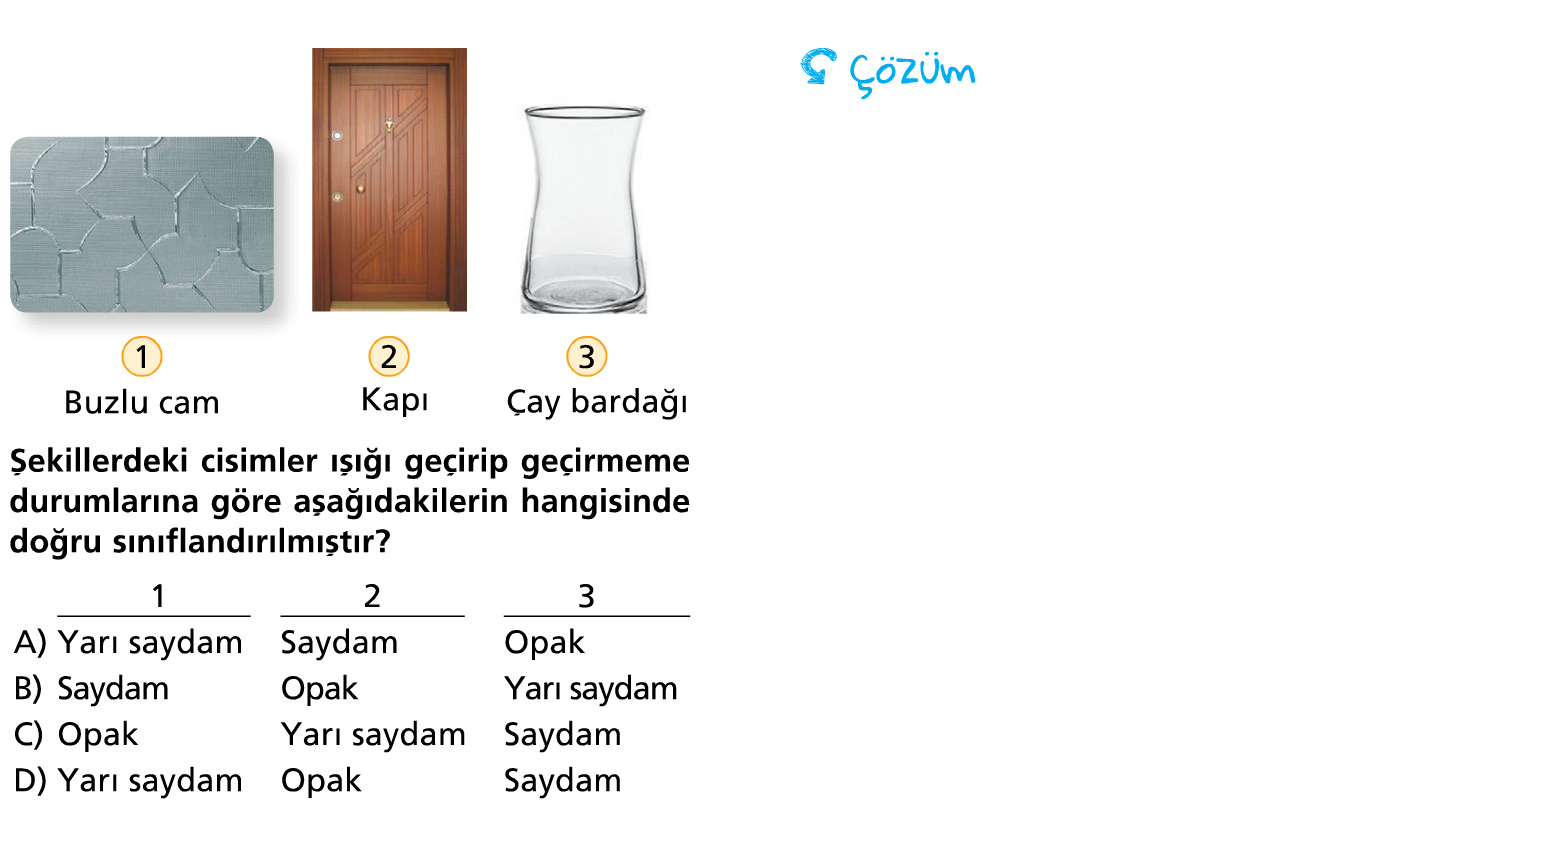 Çözüm
1 2 3
Buzlu cam Kapı Çay bardağı
Şekillerdeki cisimler ışığı geçirip geçirmeme
durumlarına göre aşağıdakilerin hangisinde
doğru sınıflandırılmıştır?
1 2 3
A) Yarı saydam Saydam Opak
B) Saydam Opak Yarı saydam
C) Opak Yarı saydam Saydam
D) Yarı saydam Opak Saydam